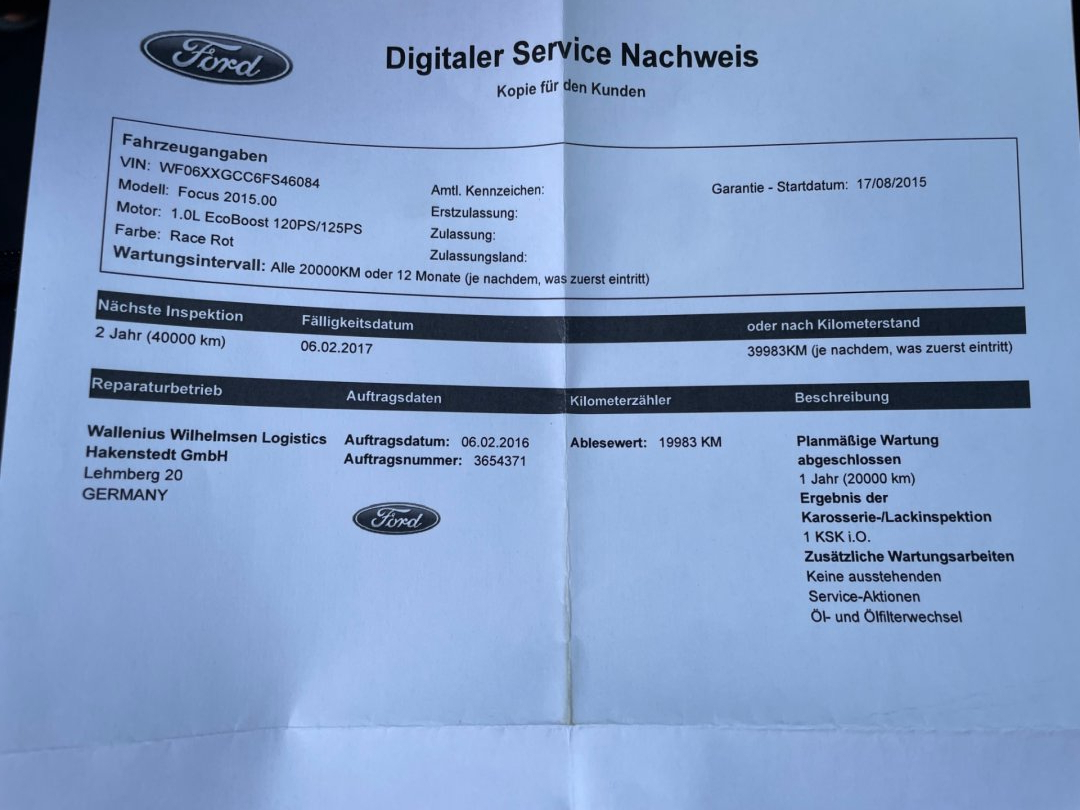 Ford
Digitaler Service Nachweis
Kopie für den Kunden
Fahrzeugangaben
VIN: WF06XXGCC6FS46084
Modell: Focus 2015.00
Motor: 1.0L EcoBoost 120PS/125PS
Farbe: Race Rot
Amtl. Kennzeichen:
Erstzulassung:
Zulassung:
Zulassungsland:
Garantie - Startdatum: 17/08/2015
Wartungsintervall: Alle 20000KM oder 12 Monate (je nachdem, was zuerst eintritt)
Nächste Inspektion Fälligkeitsdatum oder nach Kilometerstand
2 Jahr (40000 km) 06.02.2017 39983KM (je nachdem, was zuerst eintritt)
Reparaturbetrieb Auftragsdaten Kilometerzähler Beschreibung
Wallenius Wilhelmsen Logistics
Hakenstedt GmbH
Lehmberg 20
GERMANY
Auftragsdatum: 06.02.2016
Auftragsnummer: 3654371
Ford
Ablesewert: 19983 KM
Planmäßige Wartung
abgeschlossen
1 Jahr (20000 km)
Ergebnis der
Karosserie-/Lackinspektion
1 KSK i.O.
Zusätzliche Wartungsarbeiten
Keine ausstehenden
Service-Aktionen
Öl- und Ölfilterwechsel